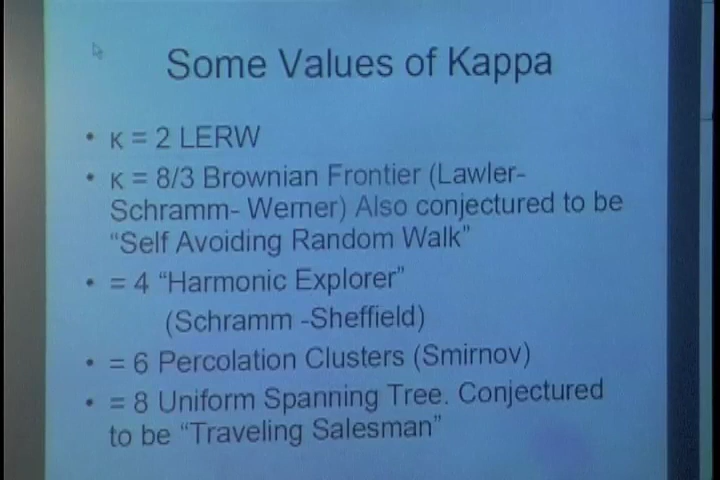 Some Values of Kappa
• κ = 2 LERW
• κ = 8/3 Brownian Frontier (Lawler-
Schramm- Werner) Also conjectured to be
“Self Avoiding Random Walk”
• = 4 “Harmonic Explorer”
(Schramm -Sheffield)
• = 6 Percolation Clusters (Smirnov)
• = 8 Uniform Spanning Tree. Conjectured
to be “Traveling Salesman”